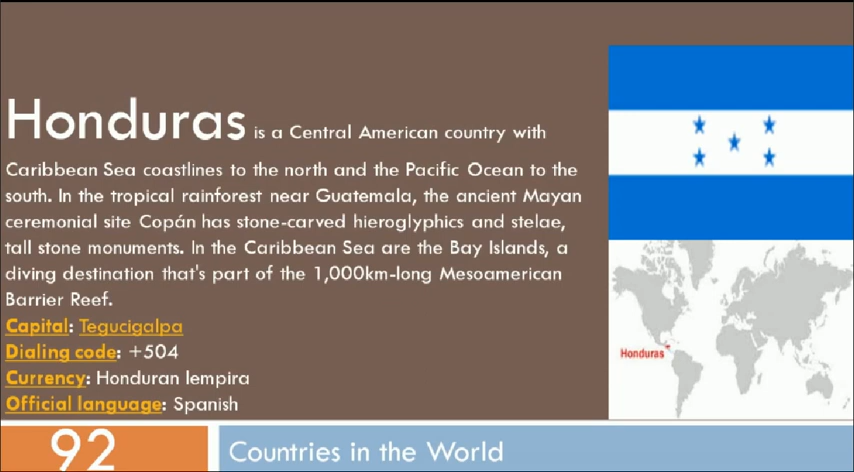 Honduras is a Central American country with
Caribbean Sea coastlines to the north and the Pacific Ocean to the
south. In the tropical rainforest near Guatemala, the ancient Mayan
ceremonial site Copán has stone-carved hieroglyphics and stelae,
tall stone monuments. In the Caribbean Sea are the Bay Islands, a
diving destination that's part of the 1,000km-long Mesoamerican
Barrier Reef.
Capital: Tegucigalpa
Dialing code: +504
Currency: Honduran lempira
Official language: Spanish
Honduras
92
Countries in the World